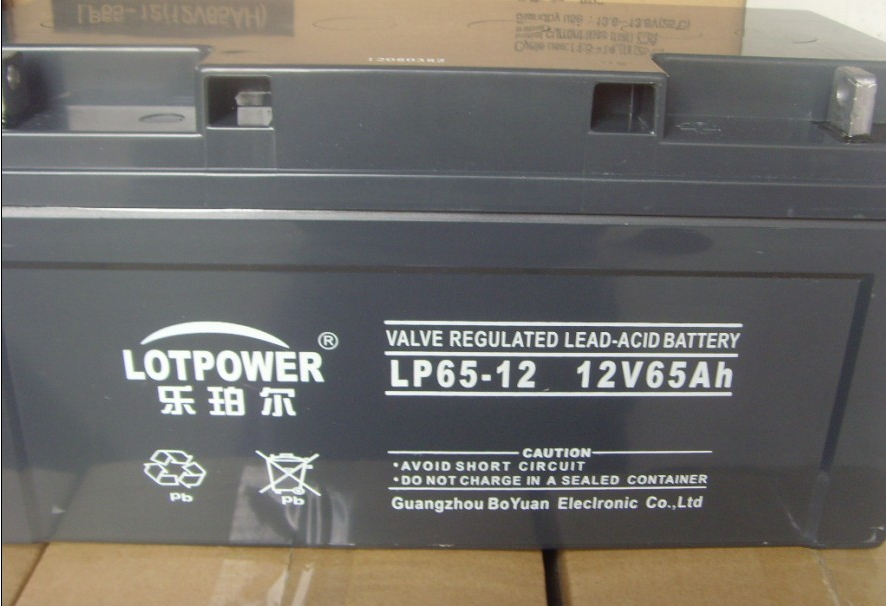 12080383
LOTPOWER®
乐珀尔
Pb
Pb
VALVE REGULATED LEAD-ACID BATTERY
LP65-12 12V65Ah
CAUTION
•AVOID SHORT CIRCUIT
•DO NOT CHARGE IN A SEALED CONTAINER
Guangzhou BoYuan Eleclronic Co.,Ltd